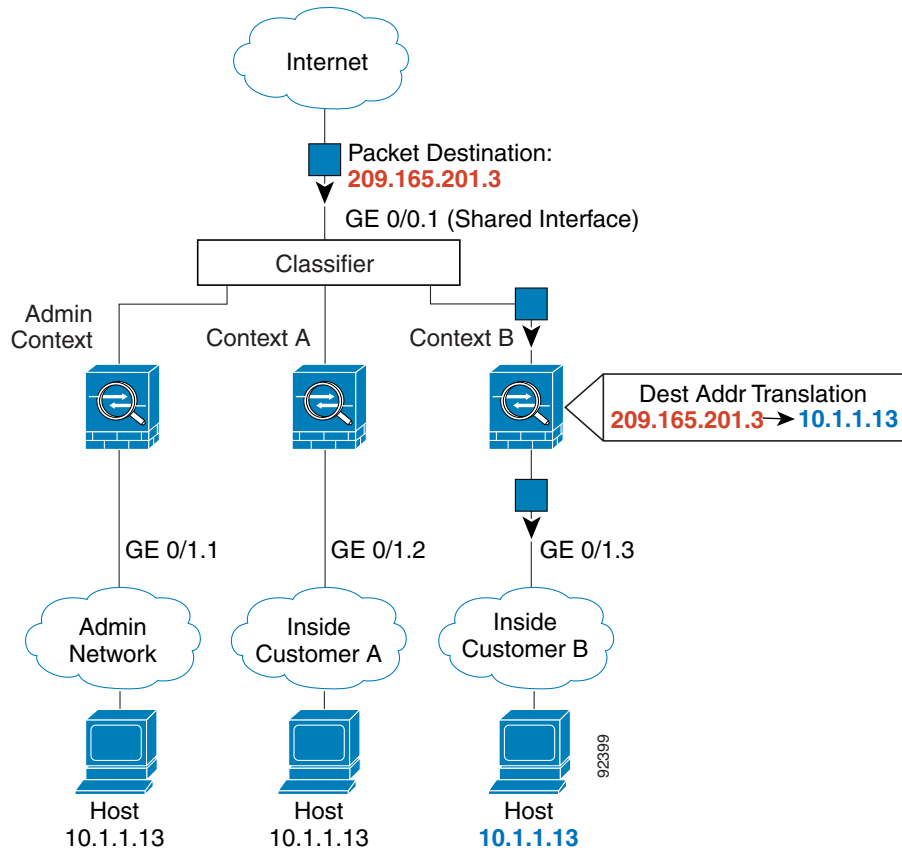 Internet
Packet Destination:
209.165.201.3
GE 0/0.1 (Shared Interface)
Classifier
Admin
Context
Context A
Context B
Dest Addr Translation
209.165.201.3 10.1.1.13
GE 0/1.1
GE 0/1.2
GE 0/1.3
Admin
Network
Inside
Customer A
Inside
Customer B
92399
Host
10.1.1.13
Host
10.1.1.13
Host
10.1.1.13